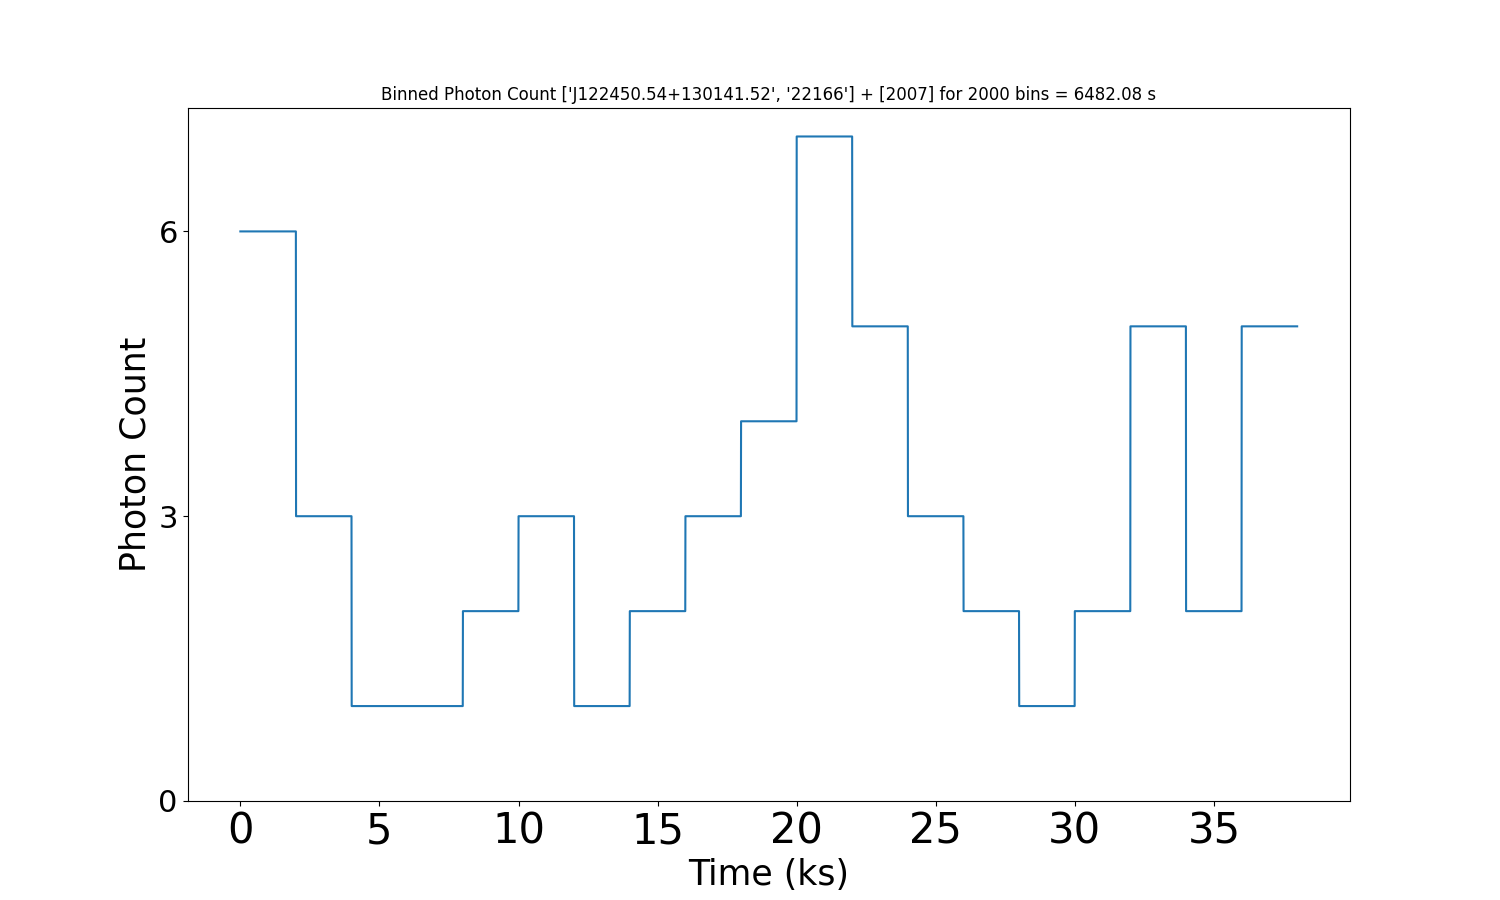 Binned Photon Count ['J122450.54+130141.52', '22166'] + [2007] for 2000 bins = 6482.08 s
Photon Count
6
3
0
0 5 10 15 20 25 30 35
Time (ks)